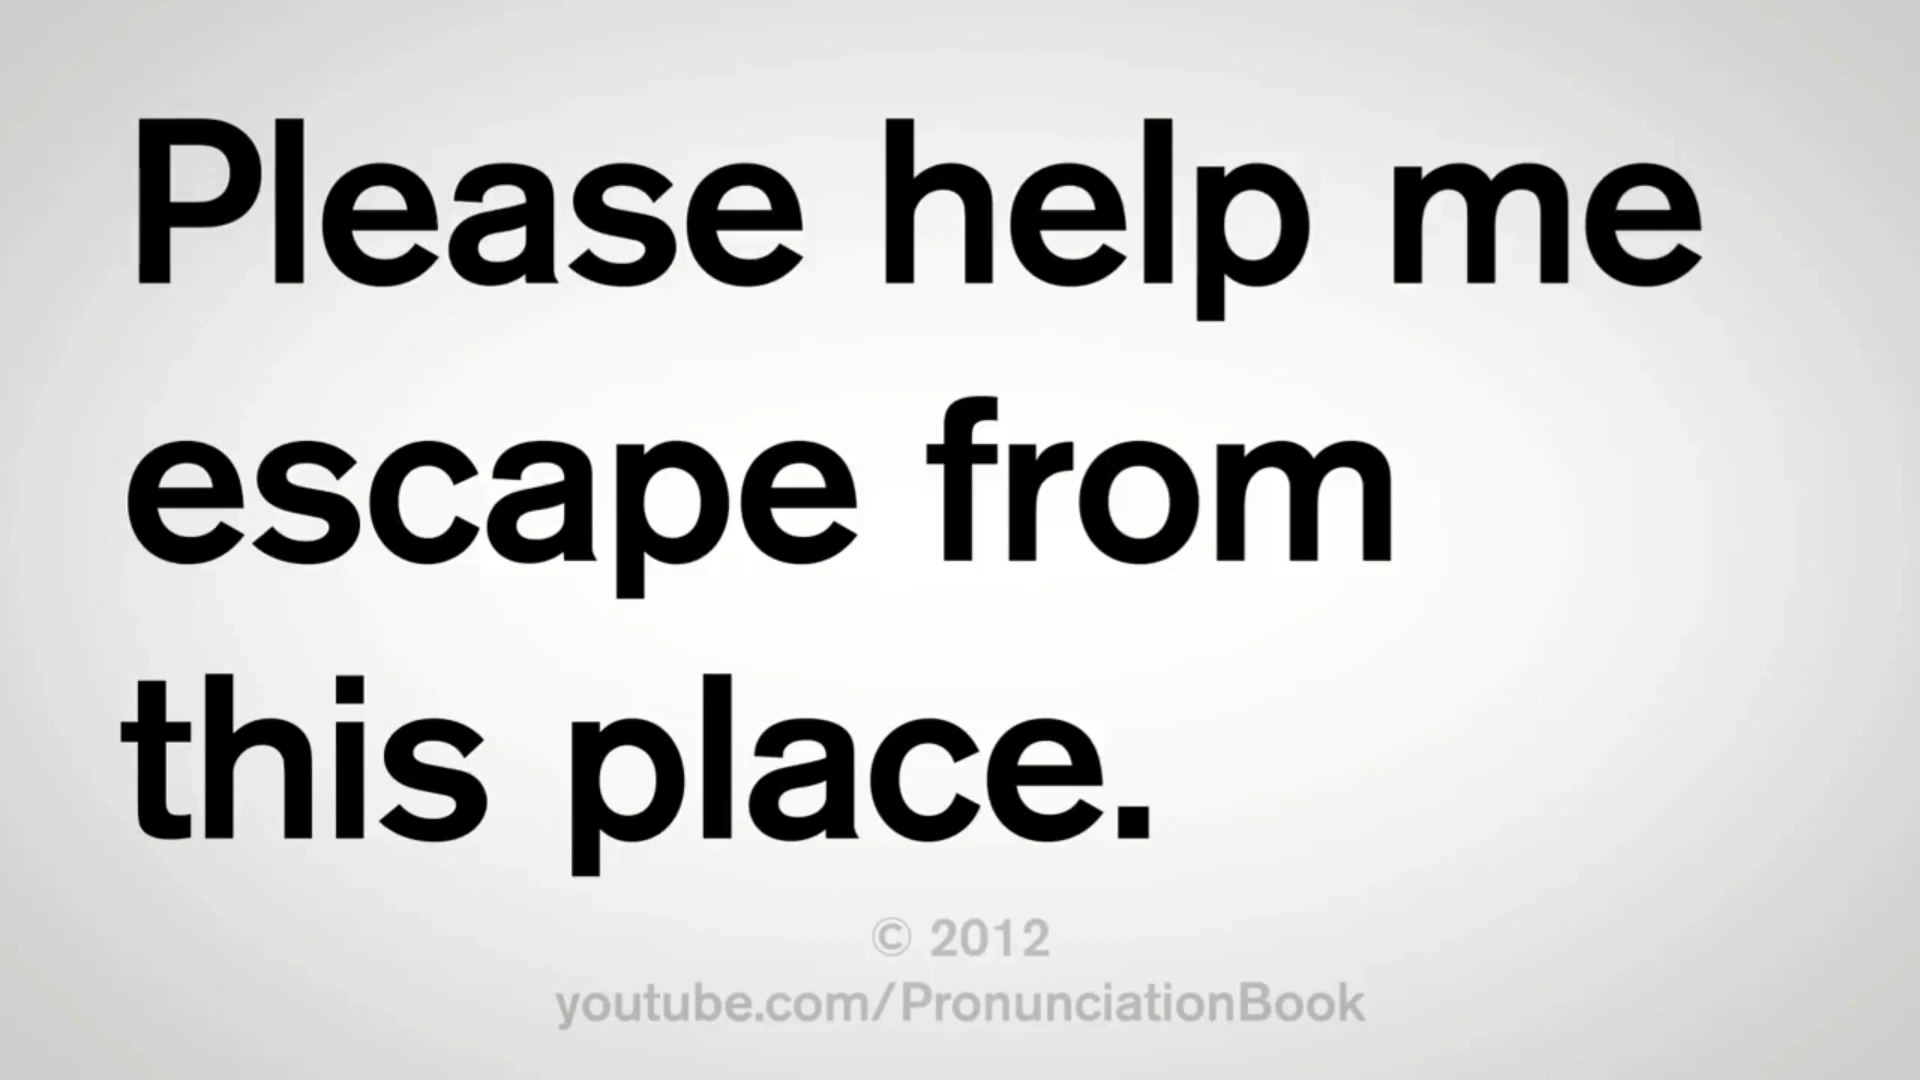 Please help me
escape from
this place.
© 2012
youtube.com/PronunciationBook